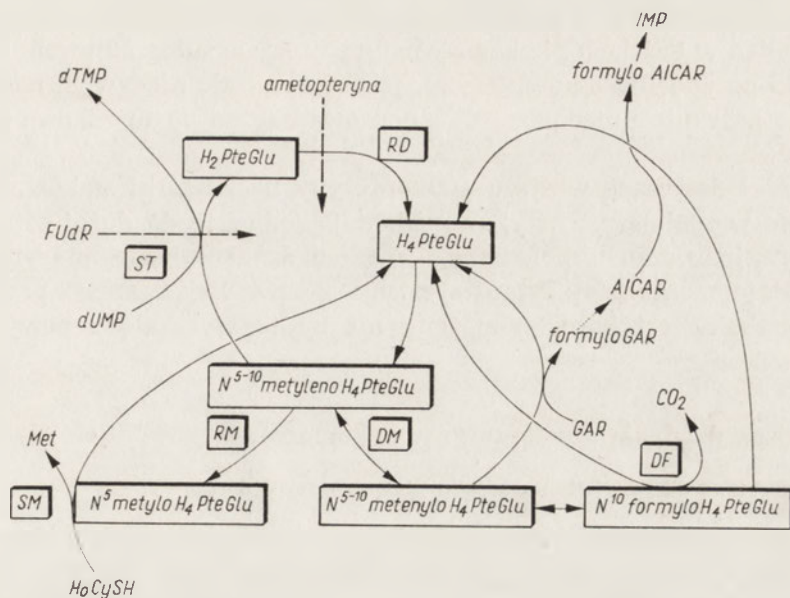 IMP
dTMP
ametopteryna
formylo AICAR
H₂PteGlu
RD
FUdR
H₄PteGlu
ST
AICAR
dUMP
formyloGAR
N⁵⁻¹⁰metyleno H₄PteGlu
CO₂
Met
RM
DM
GAR
DF
SM
N⁵metylo H₄PteGlu
N⁵⁻¹⁰metenylo H₄PteGlu
N¹⁰formylo H₄PteGlu
HoCySH